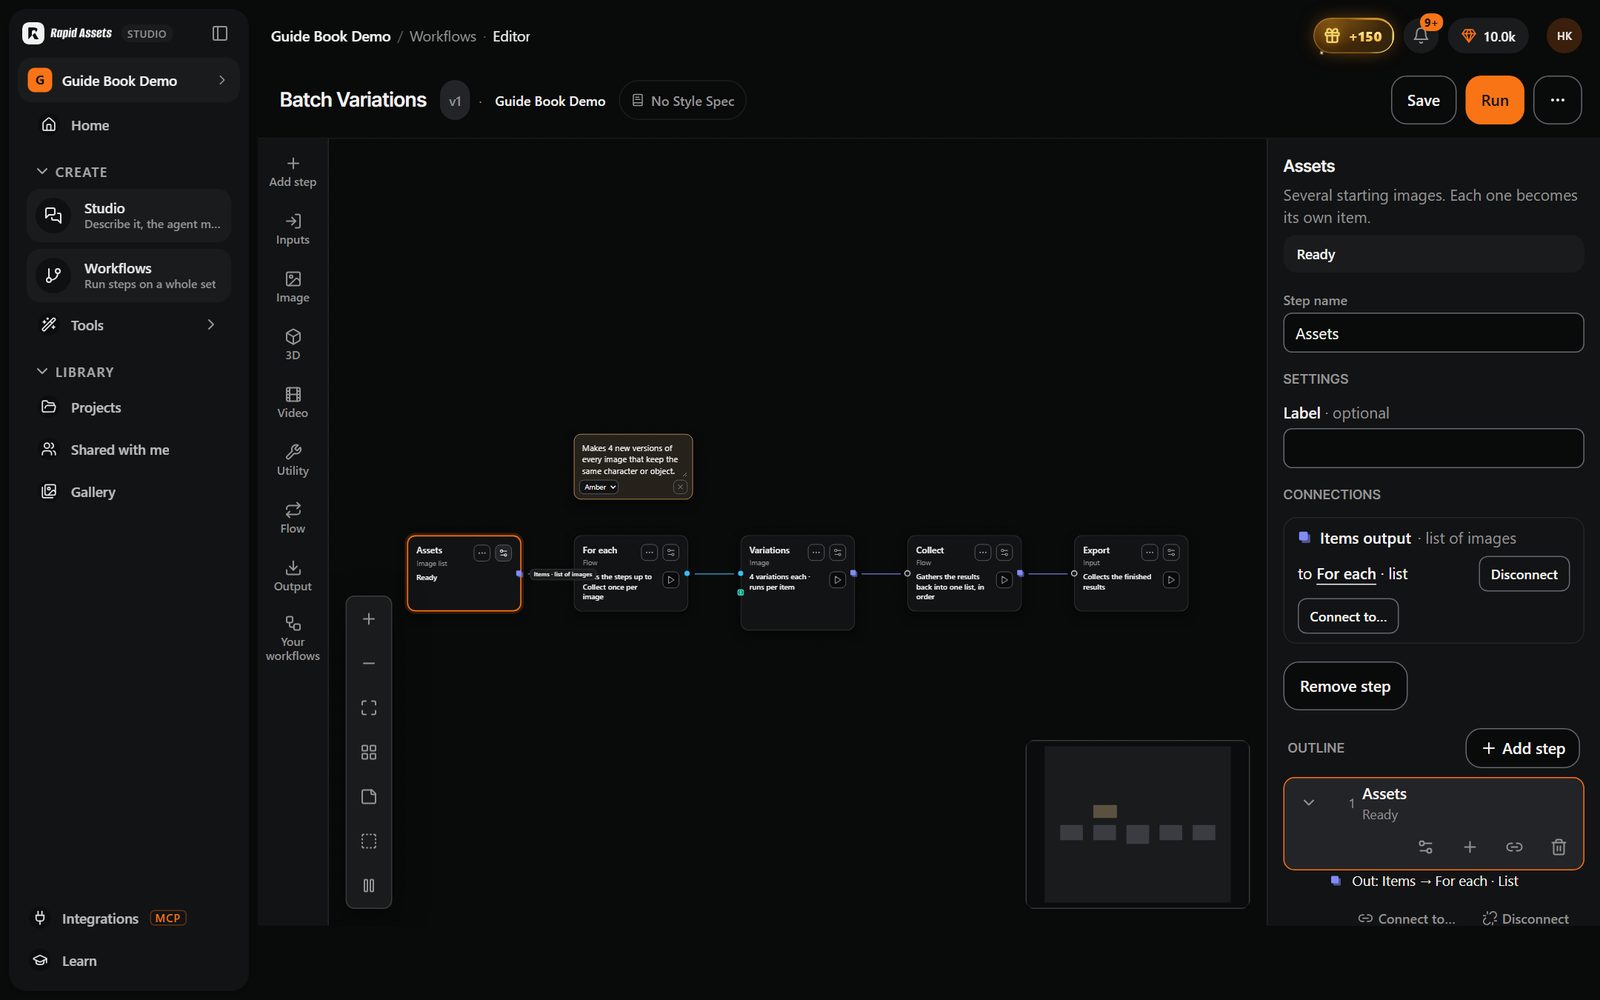 Rapid Assets STUDIO
Guide Book Demo / Workflows · Editor
+150
9+
10.0k
HK
G Guide Book Demo
Home
CREATE
Studio
Describe it, the agent m...
Workflows
Run steps on a whole set
Tools
LIBRARY
Projects
Shared with me
Gallery
Integrations MCP
Learn
Batch Variations v1 · Guide Book Demo No Style Spec
Save
Run
Add step
Inputs
Image
3D
Video
Utility
Flow
Output
Your
workflows
Makes 4 new versions of
every image that keep the
same character or object.
Amber
Assets
Image list
Ready
Items · list of images
For each
Flow
s the steps up to
Collect once per
image
Variations
Image
4 variations each ·
runs per item
Collect
Flow
Gathers the results
back into one list, in
order
Export
Input
Collects the finished
results
Assets
Several starting images. Each one becomes
its own item.
Ready
Step name
Assets
SETTINGS
Label · optional
CONNECTIONS
Items output · list of images
to For each · list
Disconnect
Connect to...
Remove step
OUTLINE
+ Add step
1 Assets
Ready
Out: Items → For each · List
Connect to...
Disconnect